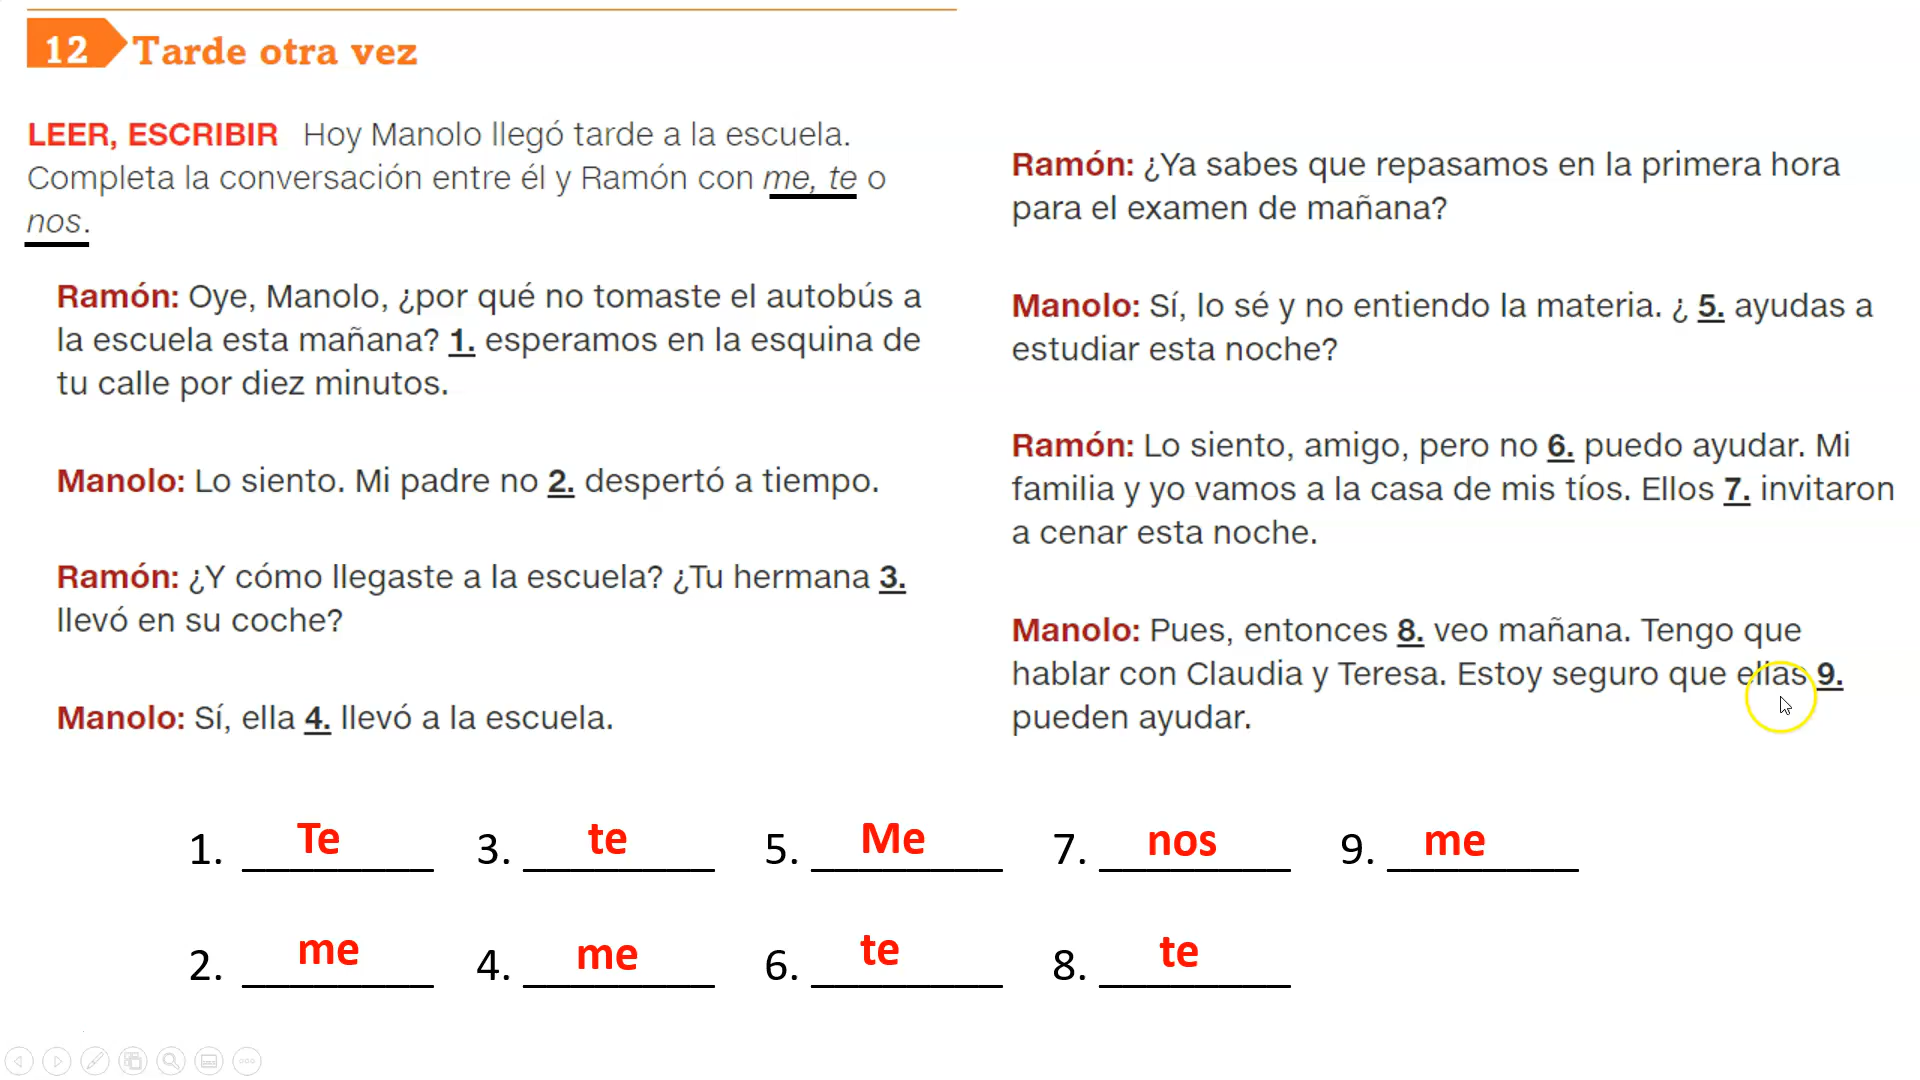 12 Tarde otra vez
LEER, ESCRIBIR Hoy Manolo llegó tarde a la escuela.
Completa la conversación entre él y Ramón con me, te o
nos.
Ramón: Oye, Manolo, ¿por qué no tomaste el autobús a
la escuela esta mañana? 1. esperamos en la esquina de
tu calle por diez minutos.
Manolo: Lo siento. Mi padre no 2. despertó a tiempo.
Ramón: ¿Y cómo llegaste a la escuela? ¿Tu hermana 3.
llevó en su coche?
Manolo: Sí, ella 4. llevó a la escuela.
Ramón: ¿Ya sabes que repasamos en la primera hora
para el examen de mañana?
Manolo: Sí, lo sé y no entiendo la materia. ¿ 5. ayudas a
estudiar esta noche?
Ramón: Lo siento, amigo, pero no 6. puedo ayudar. Mi
familia y yo vamos a la casa de mis tíos. Ellos 7. invitaron
a cenar esta noche.
Manolo: Pues, entonces 8. veo mañana. Tengo que
hablar con Claudia y Teresa. Estoy seguro que ellas 9.
pueden ayudar.
1. Te 3. te 5. Me 7. nos 9. me
2. me 4. me 6. te 8. te